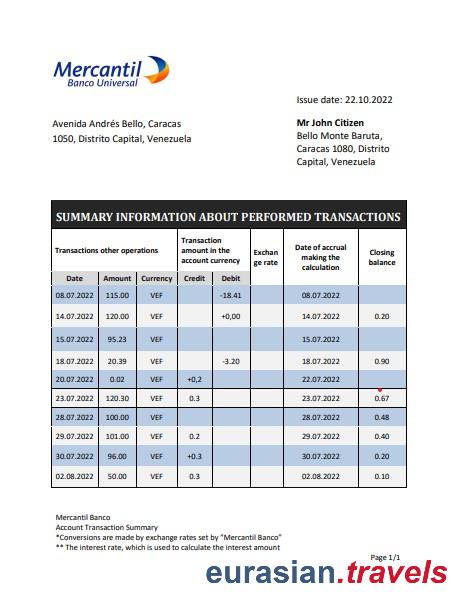 Mercantil
Banco Universal
Issue date: 22.10.2022
Avenida Andrés Bello, Caracas
1050, Distrito Capital, Venezuela
Mr John Citizen
Bello Monte Baruta,
Caracas 1080, Distrito
Capital, Venezuela
SUMMARY INFORMATION ABOUT PERFORMED TRANSACTIONS
Transactions other operations
Transaction
amount in the
account currency
Exchan
ge rate
Date of accrual
making the
calculation
Closing
balance
Date Amount Currency Credit Debit
08.07.2022 115.00 VEF -18.41 08.07.2022
14.07.2022 120.00 VEF +0,00 14.07.2022 0.20
15.07.2022 95.23 VEF 15.07.2022
18.07.2022 20.39 VEF -3.20 18.07.2022 0.90
20.07.2022 0.02 VEF +0,2 22.07.2022
23.07.2022 120.30 VEF 0.3 23.07.2022 0.67
28.07.2022 100.00 VEF 28.07.2022 0.48
29.07.2022 101.00 VEF 0.2 29.07.2022 0.40
30.07.2022 96.00 VEF +0.3 30.07.2022 0.20
02.08.2022 50.00 VEF 0.3 02.08.2022 0.10
Mercantil Banco
Account Transaction Summary
*Conversions are made by exchange rates set by “Mercantil Banco”
** The interest rate, which is used to calculate the interest amount
Page 1/1
eurasian.travels